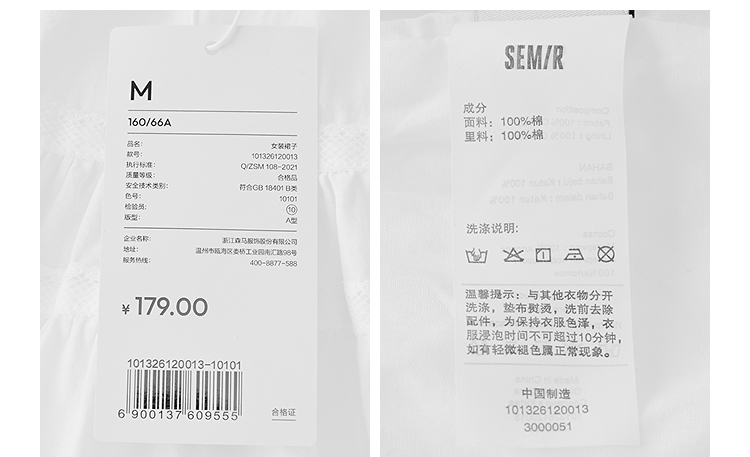 M
160/66A
品名: 女装裙子
款号: 101326120013
执行标准: Q/ZSM 108-2021
质量等级: 合格品
安全技术类别: 符合GB 18401 B类
色号: 10101
检验员: 10
版型: A型
企业名称: 浙江森马服饰股份有限公司
地址: 温州市瓯海区娄桥工业园南汇路98号
服务热线: 400-8877-588
¥ 179.00
101326120013-10101
6 900137 609555
合格证
SEM/R
成分
面料：100%棉
里料：100%棉
洗涤说明:
温馨提示：与其他衣物分开
洗涤，垫布熨烫，洗前去除
配件，为保持衣服色泽，衣
服浸泡时间不可超过10分钟，
如有轻微褪色属正常现象。
中国制造
101326120013
3000051